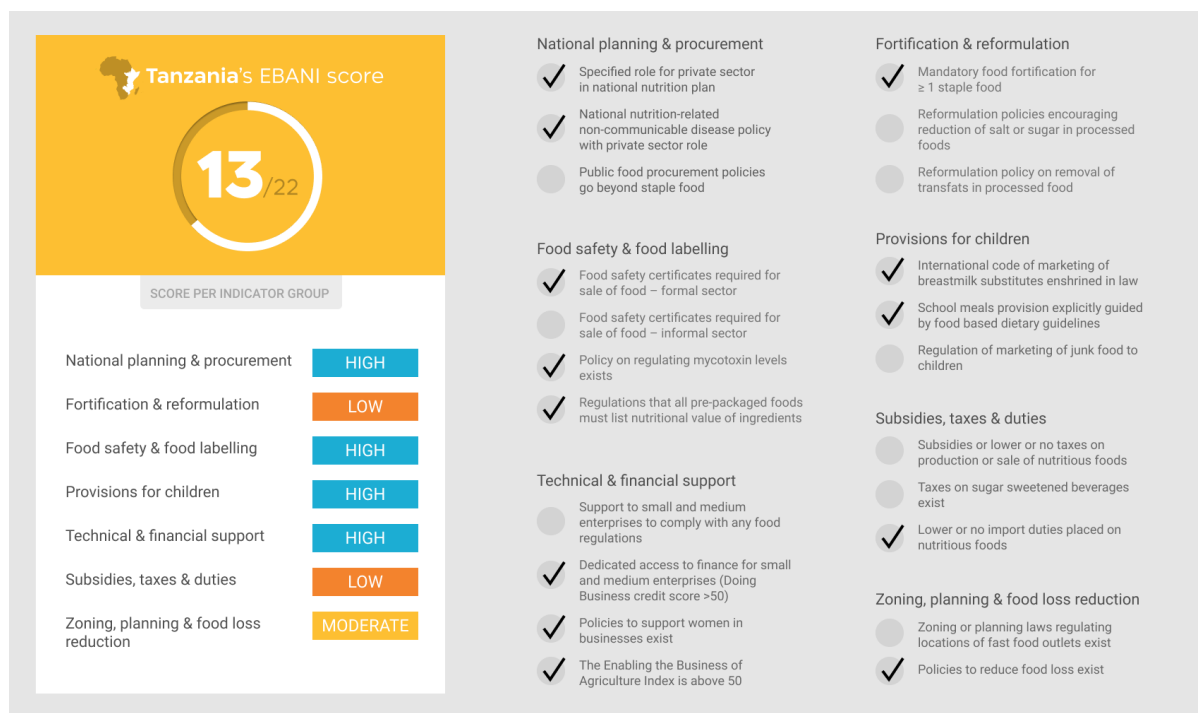 Tanzania's EBANI score
13/22
SCORE PER INDICATOR GROUP
National planning & procurement
HIGH
Fortification & reformulation
LOW
Food safety & food labelling
HIGH
Provisions for children
HIGH
Technical & financial support
HIGH
Subsidies, taxes & duties
LOW
Zoning, planning & food loss
reduction
MODERATE
National planning & procurement
Specified role for private sector
in national nutrition plan
National nutrition-related
non-communicable disease policy
with private sector role
Public food procurement policies
go beyond staple food
Food safety & food labelling
Food safety certificates required for
sale of food – formal sector
Food safety certificates required for
sale of food – informal sector
Policy on regulating mycotoxin levels
exists
Regulations that all pre-packaged foods
must list nutritional value of ingredients
Technical & financial support
Support to small and medium
enterprises to comply with any food
regulations
Dedicated access to finance for small
and medium enterprises (Doing
Business credit score >50)
Policies to support women in
businesses exist
The Enabling the Business of
Agriculture Index is above 50
Fortification & reformulation
Mandatory food fortification for
≥ 1 staple food
Reformulation policies encouraging
reduction of salt or sugar in processed
foods
Reformulation policy on removal of
transfats in processed food
Provisions for children
International code of marketing of
breastmilk substitutes enshrined in law
School meals provision explicitly guided
by food based dietary guidelines
Regulation of marketing of junk food to
children
Subsidies, taxes & duties
Subsidies or lower or no taxes on
production or sale of nutritious foods
Taxes on sugar sweetened beverages
exist
Lower or no import duties placed on
nutritious foods
Zoning, planning & food loss reduction
Zoning or planning laws regulating
locations of fast food outlets exist
Policies to reduce food loss exist